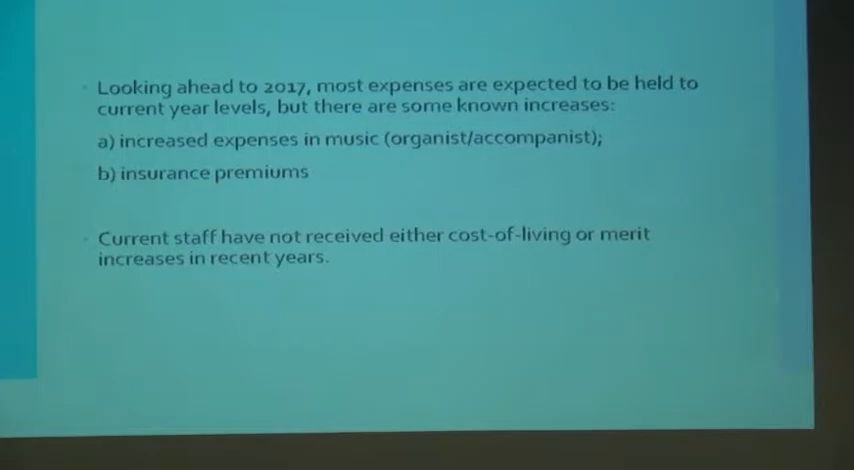 Looking ahead to 2017, most expenses are expected to be held to
current year levels, but there are some known increases:
a) increased expenses in music (organist/accompanist);
b) insurance premiums
Current staff have not received either cost-of-living or merit
increases in recent years.